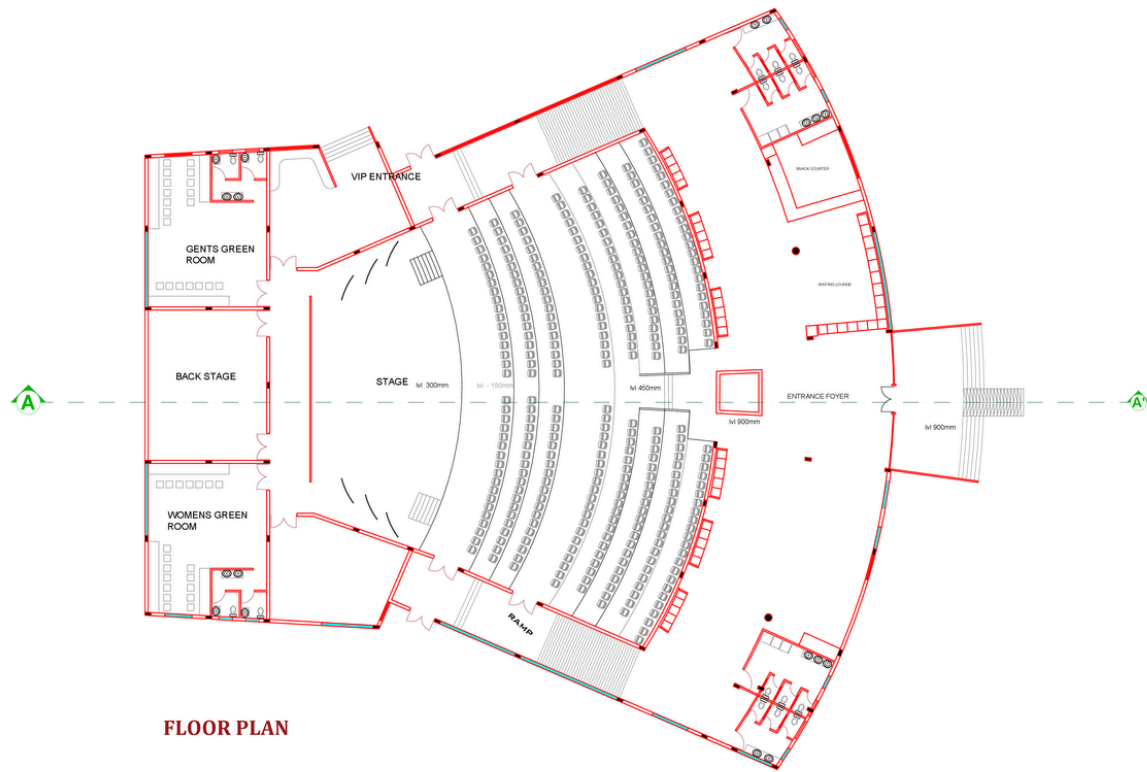 VIP ENTRANCE
SNACK COUNTER
GENTS GREEN
ROOM
WAITING LOUNGE
BACK STAGE
STAGE
lvl 300mm
lvl - 150mm
lvl 450mm
ENTRANCE FOYER
A
A'
lvl 900mm
lvl 900mm
WOMENS GREEN
ROOM
RAMP
FLOOR PLAN